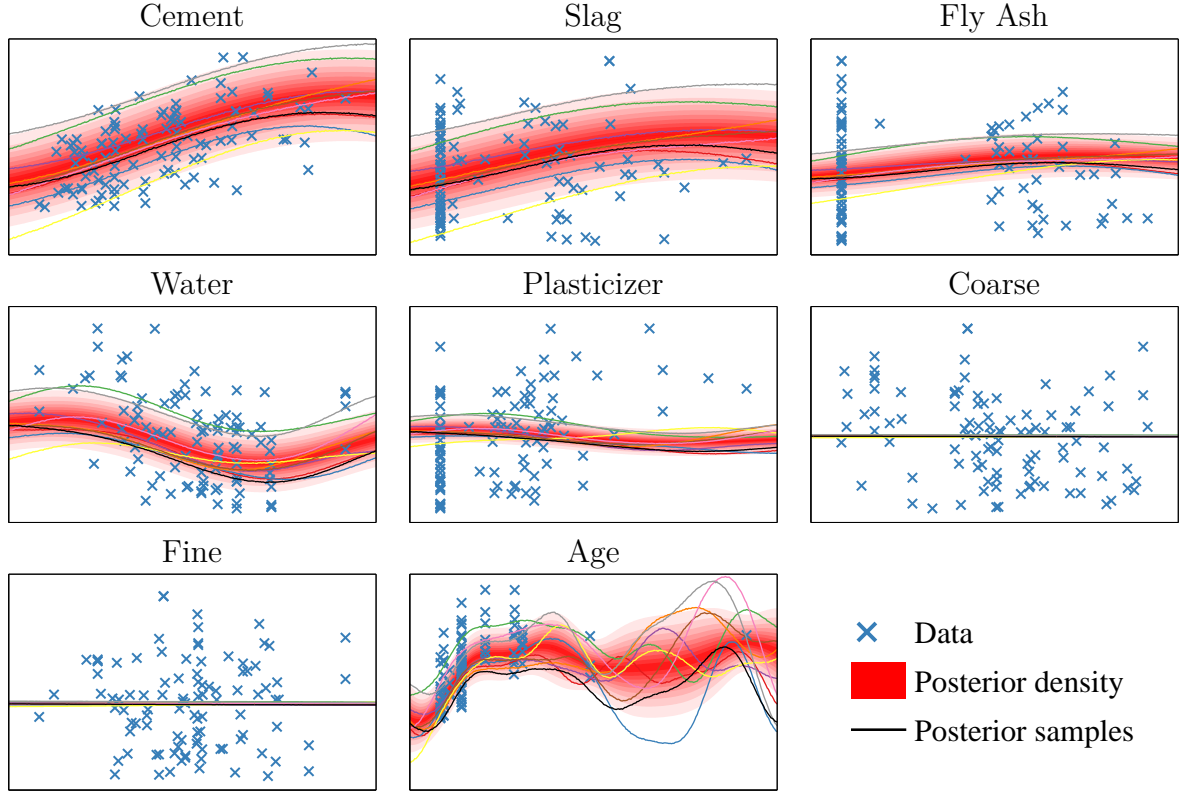 Cement
Slag
Fly Ash
Water
Plasticizer
Coarse
Fine
Age
Data
Posterior density
Posterior samples